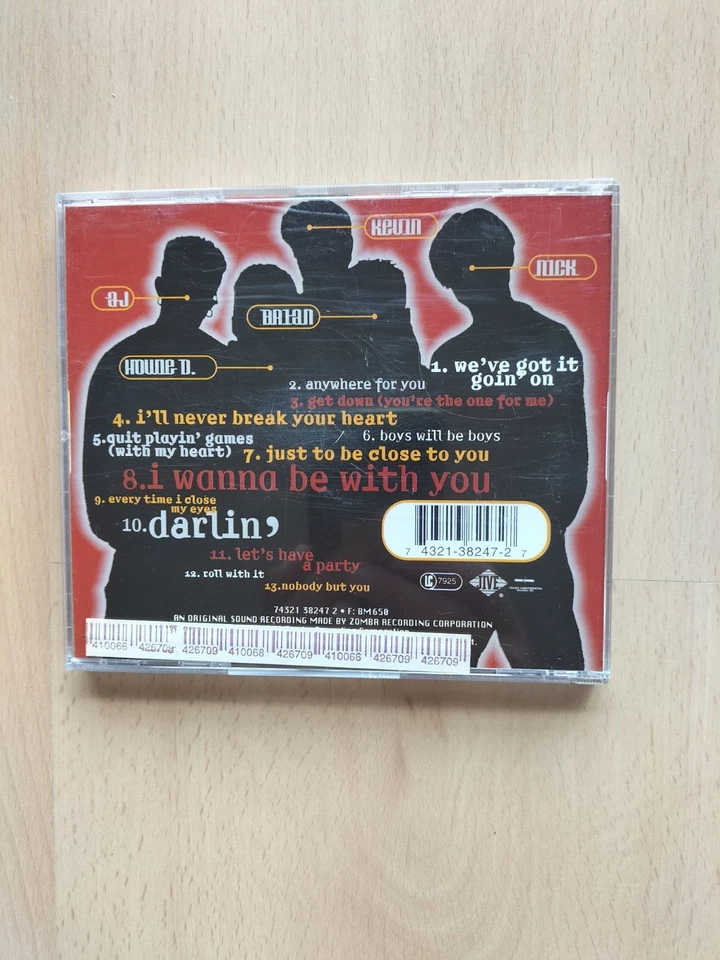 KEVIN
NICK
AJ
BRIAN
HOWIE D.
1. we've got it
goin' on
2. anywhere for you
3. get down (you're the one for me)
4. i'll never break your heart
5.quit playin' games
(with my heart)
6. boys will be boys
7. just to be close to you
8.i wanna be with you
9. every time i close
my eyes
10.darlin'
11. let's have
a party
12. roll with it
13.nobody but you
7 4321-38247-2 7
LC 7925
JIVE
74321 38247 2 • F: BM650
AN ORIGINAL SOUND RECORDING MADE BY ZOMBA RECORDING CORPORATION
410066 426709 426709 410068 426709 410066 426709 426709